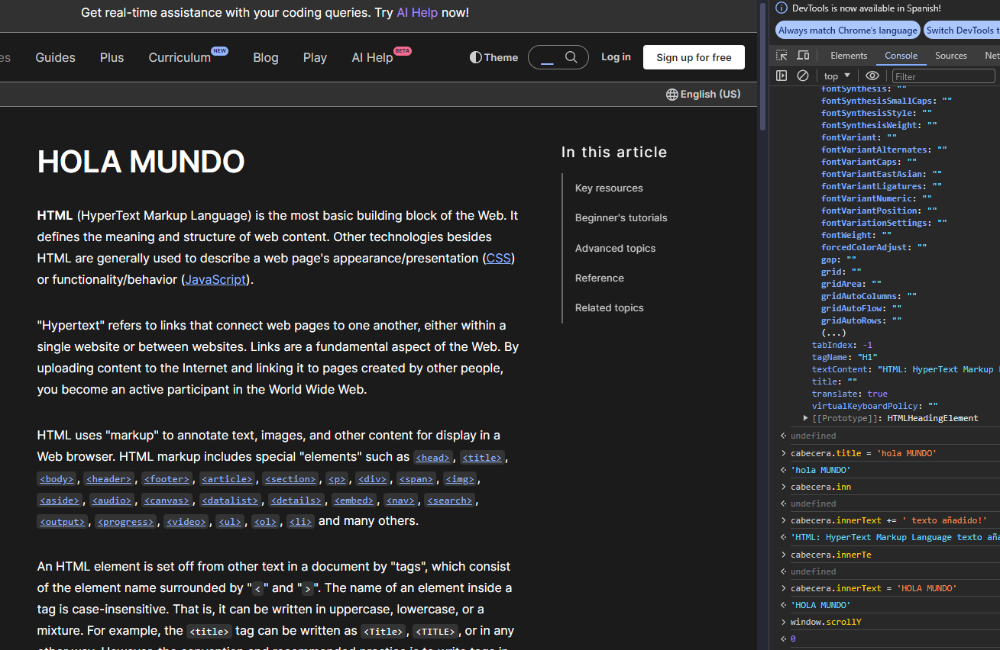 Get real-time assistance with your coding queries. Try AI Help now!
es Guides Plus Curriculum NEW Blog Play AI Help BETA Theme Log in Sign up for free
English (US)
HOLA MUNDO
HTML (HyperText Markup Language) is the most basic building block of the Web. It
defines the meaning and structure of web content. Other technologies besides
HTML are generally used to describe a web page's appearance/presentation (CSS)
or functionality/behavior (JavaScript).
"Hypertext" refers to links that connect web pages to one another, either within a
single website or between websites. Links are a fundamental aspect of the Web. By
uploading content to the Internet and linking it to pages created by other people,
you become an active participant in the World Wide Web.
HTML uses "markup" to annotate text, images, and other content for display in a
Web browser. HTML markup includes special "elements" such as <head>, <title>,
<body>, <header>, <footer>, <article>, <section>, <p>, <div>, <span>, <img>,
<aside>, <audio>, <canvas>, <datalist>, <details>, <embed>, <nav>, <search>,
<output>, <progress>, <video>, <ul>, <ol>, <li> and many others.
An HTML element is set off from other text in a document by "tags", which consist
of the element name surrounded by "<" and ">". The name of an element inside a
tag is case-insensitive. That is, it can be written in uppercase, lowercase, or a
mixture. For example, the <title> tag can be written as <Title>, <TITLE>, or in any
other way. However, the convention and recommended practice is to write tags in
In this article
Key resources
Beginner's tutorials
Advanced topics
Reference
Related topics
DevTools is now available in Spanish!
Always match Chrome's language Switch DevTools t
Elements Console Sources Net
top Filter
fontSynthesis: ""
fontSynthesisSmallCaps: ""
fontSynthesisStyle: ""
fontSynthesisWeight: ""
fontVariant: ""
fontVariantAlternates: ""
fontVariantCaps: ""
fontVariantEastAsian: ""
fontVariantLigatures: ""
fontVariantNumeric: ""
fontVariantPosition: ""
fontVariationSettings: ""
fontWeight: ""
forcedColorAdjust: ""
gap: ""
grid: ""
gridArea: ""
gridAutoColumns: ""
gridAutoFlow: ""
gridAutoRows: ""
(...)
tabIndex: -1
tagName: "H1"
textContent: "HTML: HyperText Markup
title: ""
translate: true
virtualKeyboardPolicy: ""
[[Prototype]]: HTMLHeadingElement
undefined
cabecera.title = 'hola MUNDO'
'hola MUNDO'
cabecera.inn
undefined
cabecera.innerText += ' texto añadido!'
'HTML: HyperText Markup Language texto aña
cabecera.innerTe
undefined
cabecera.innerText = 'HOLA MUNDO'
'HOLA MUNDO'
window.scrollY
0